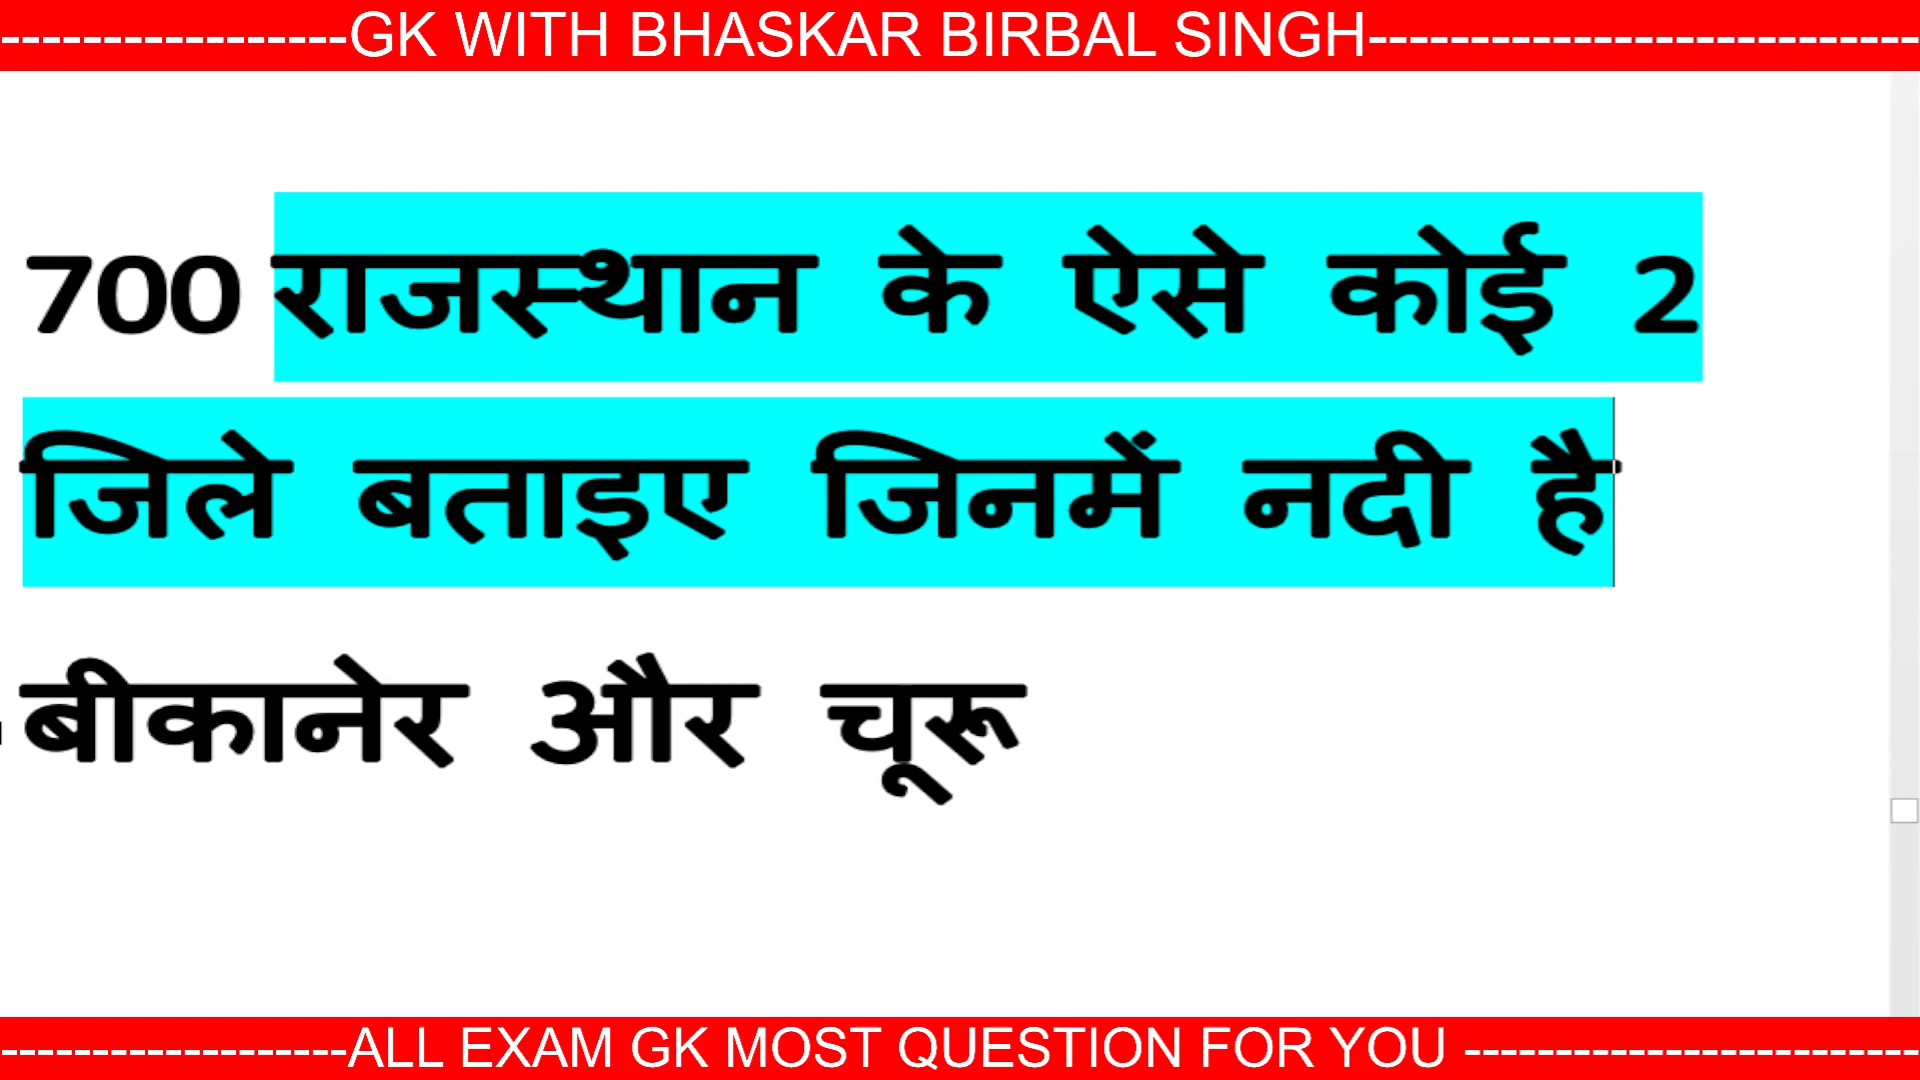 -----------------GK WITH BHASKAR BIRBAL SINGH---------------------------
700 राजस्थान के ऐसे कोई 2
जिले बताइए जिनमें नदी है
बीकानेर और चूरू
-----------------ALL EXAM GK MOST QUESTION FOR YOU ----------------------